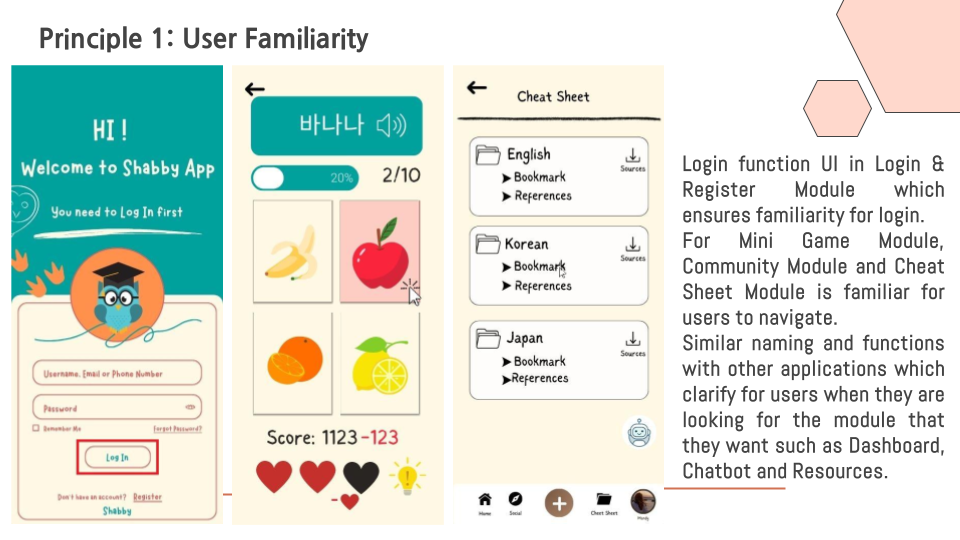 Principle 1: User Familiarity
HI !
Welcome to Shabby App
You need to Log In first
Username, Email or Phone Number
Password
Remember Me
Forgot Password?
Log In
Don't have an account? Register
Shabby
바나나
20%
2/10
Score: 1123 -123
Cheat Sheet
English
Sources
➤ Bookmark
➤ References
Korean
Sources
➤ Bookmark
➤ References
Japan
Sources
➤ Bookmark
➤ References
Home
Social
Cheat Sheet
Login function UI in Login &
Register Module which
ensures familiarity for login.
For Mini Game Module,
Community Module and Cheat
Sheet Module is familiar for
users to navigate.
Similar naming and functions
with other applications which
clarify for users when they are
looking for the module that
they want such as Dashboard,
Chatbot and Resources.